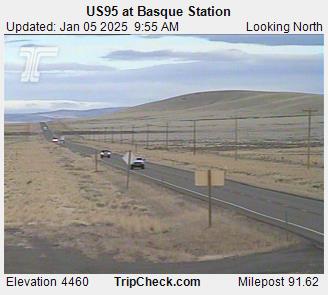 US95 at Basque Station
Updated: Jan 05 2025 9:55 AM Looking North
Elevation 4460 TripCheck.com Milepost 91.62